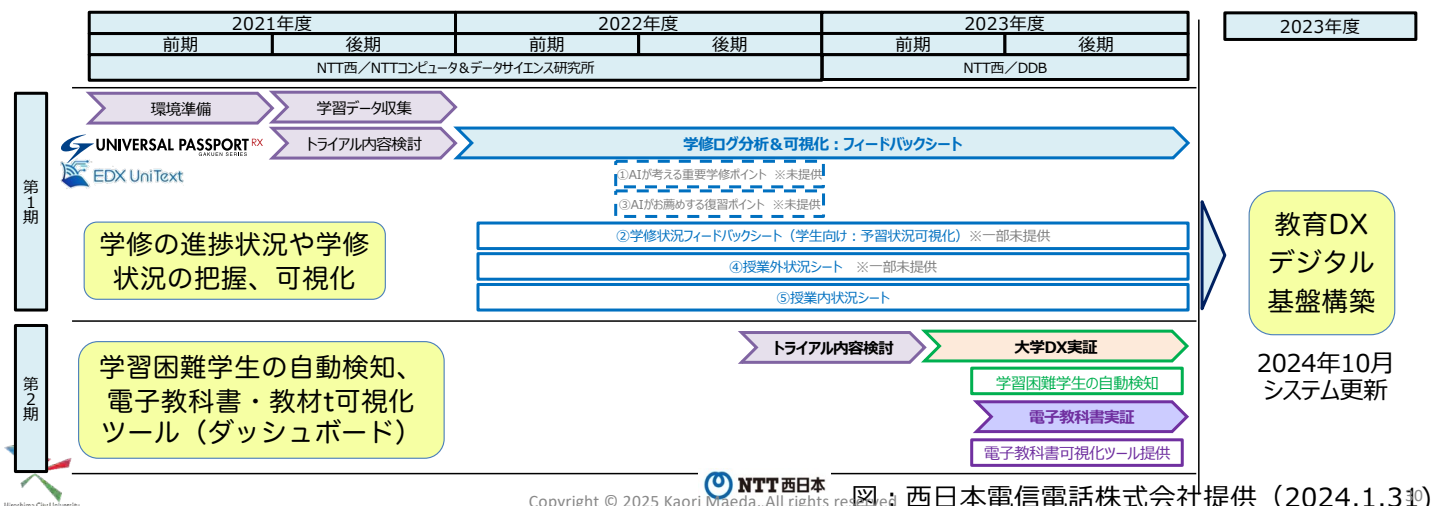 2021年度 2022年度 2023年度 2023年度
前期 後期 前期 後期 前期 後期
NTT西／NTTコンピュータ&データサイエンス研究所 NTT西／DDB
第1期
環境準備 学習データ収集
UNIVERSAL PASSPORT RX
GAKUEN SERIES
トライアル内容検討 学修ログ分析＆可視化：フィードバックシート
EDX UniText
①AIが考える重要学修ポイント ※未提供
③AIがお薦めする復習ポイント ※未提供
②学修状況フィードバックシート（学生向け：予習状況可視化）※一部未提供
④授業外状況シート ※一部未提供
⑤授業内状況シート
学修の進捗状況や学修
状況の把握、可視化
教育DX
デジタル
基盤構築
2024年10月
システム更新
第2期
学習困難学生の自動検知、
電子教科書・教材t可視化
ツール（ダッシュボード）
トライアル内容検討 大学DX実証
学習困難学生の自動検知
電子教科書実証
電子教科書可視化ツール提供
NTT西日本
Hiroshima City University
Copyright © 2025 Kaori Maeda. All rights reserved
図：西日本電信電話株式会社提供（2024.1.31）
30